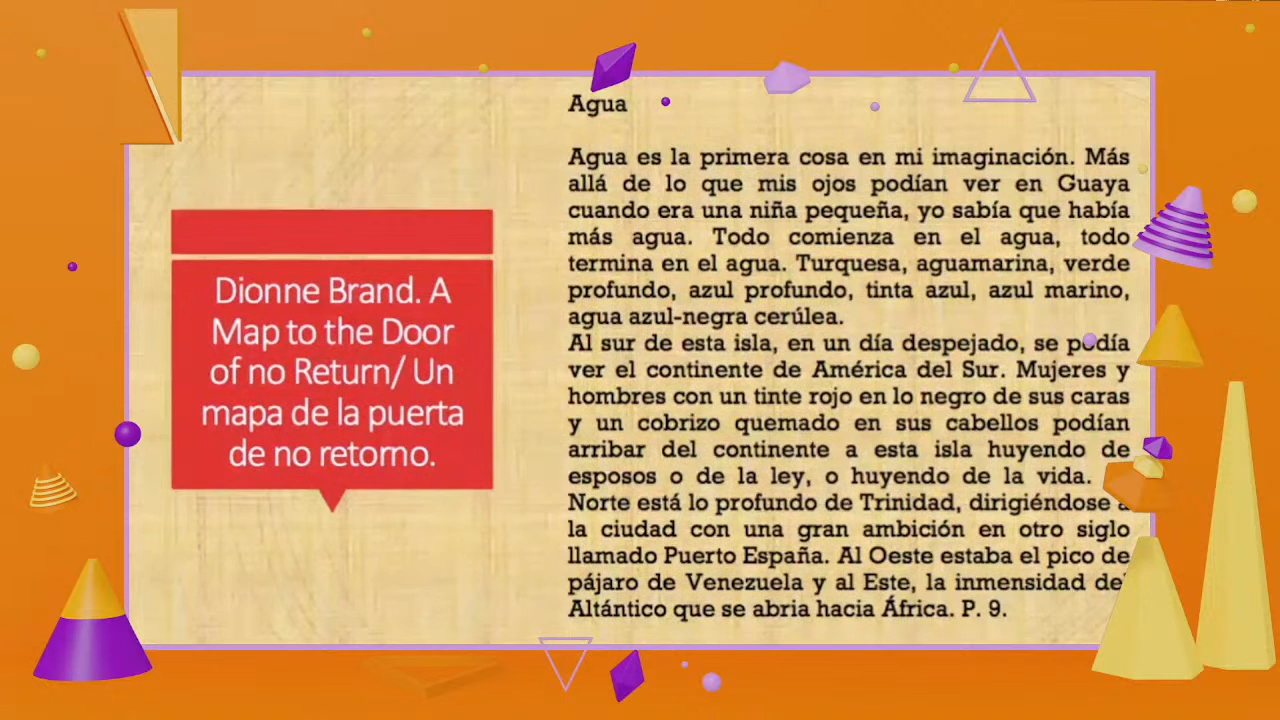 Dionne Brand. A
Map to the Door
of no Return/ Un
mapa de la puerta
de no retorno.
Agua
Agua es la primera cosa en mi imaginación. Más
allá de lo que mis ojos podían ver en Guaya
cuando era una niña pequeña, yo sabía que había
más agua. Todo comienza en el agua, todo
termina en el agua. Turquesa, aguamarina, verde
profundo, azul profundo, tinta azul, azul marino,
agua azul-negra cerúlea.
Al sur de esta isla, en un día despejado, se podía
ver el continente de América del Sur. Mujeres y
hombres con un tinte rojo en lo negro de sus caras
y un cobrizo quemado en sus cabellos podían
arribar del continente a esta isla huyendo de
esposos o de la ley, o huyendo de la vida.
Norte está lo profundo de Trinidad, dirigiéndose a
la ciudad con una gran ambición en otro siglo
llamado Puerto España. Al Oeste estaba el pico de
pájaro de Venezuela y al Este, la inmensidad del
Altántico que se abria hacia África. P. 9.